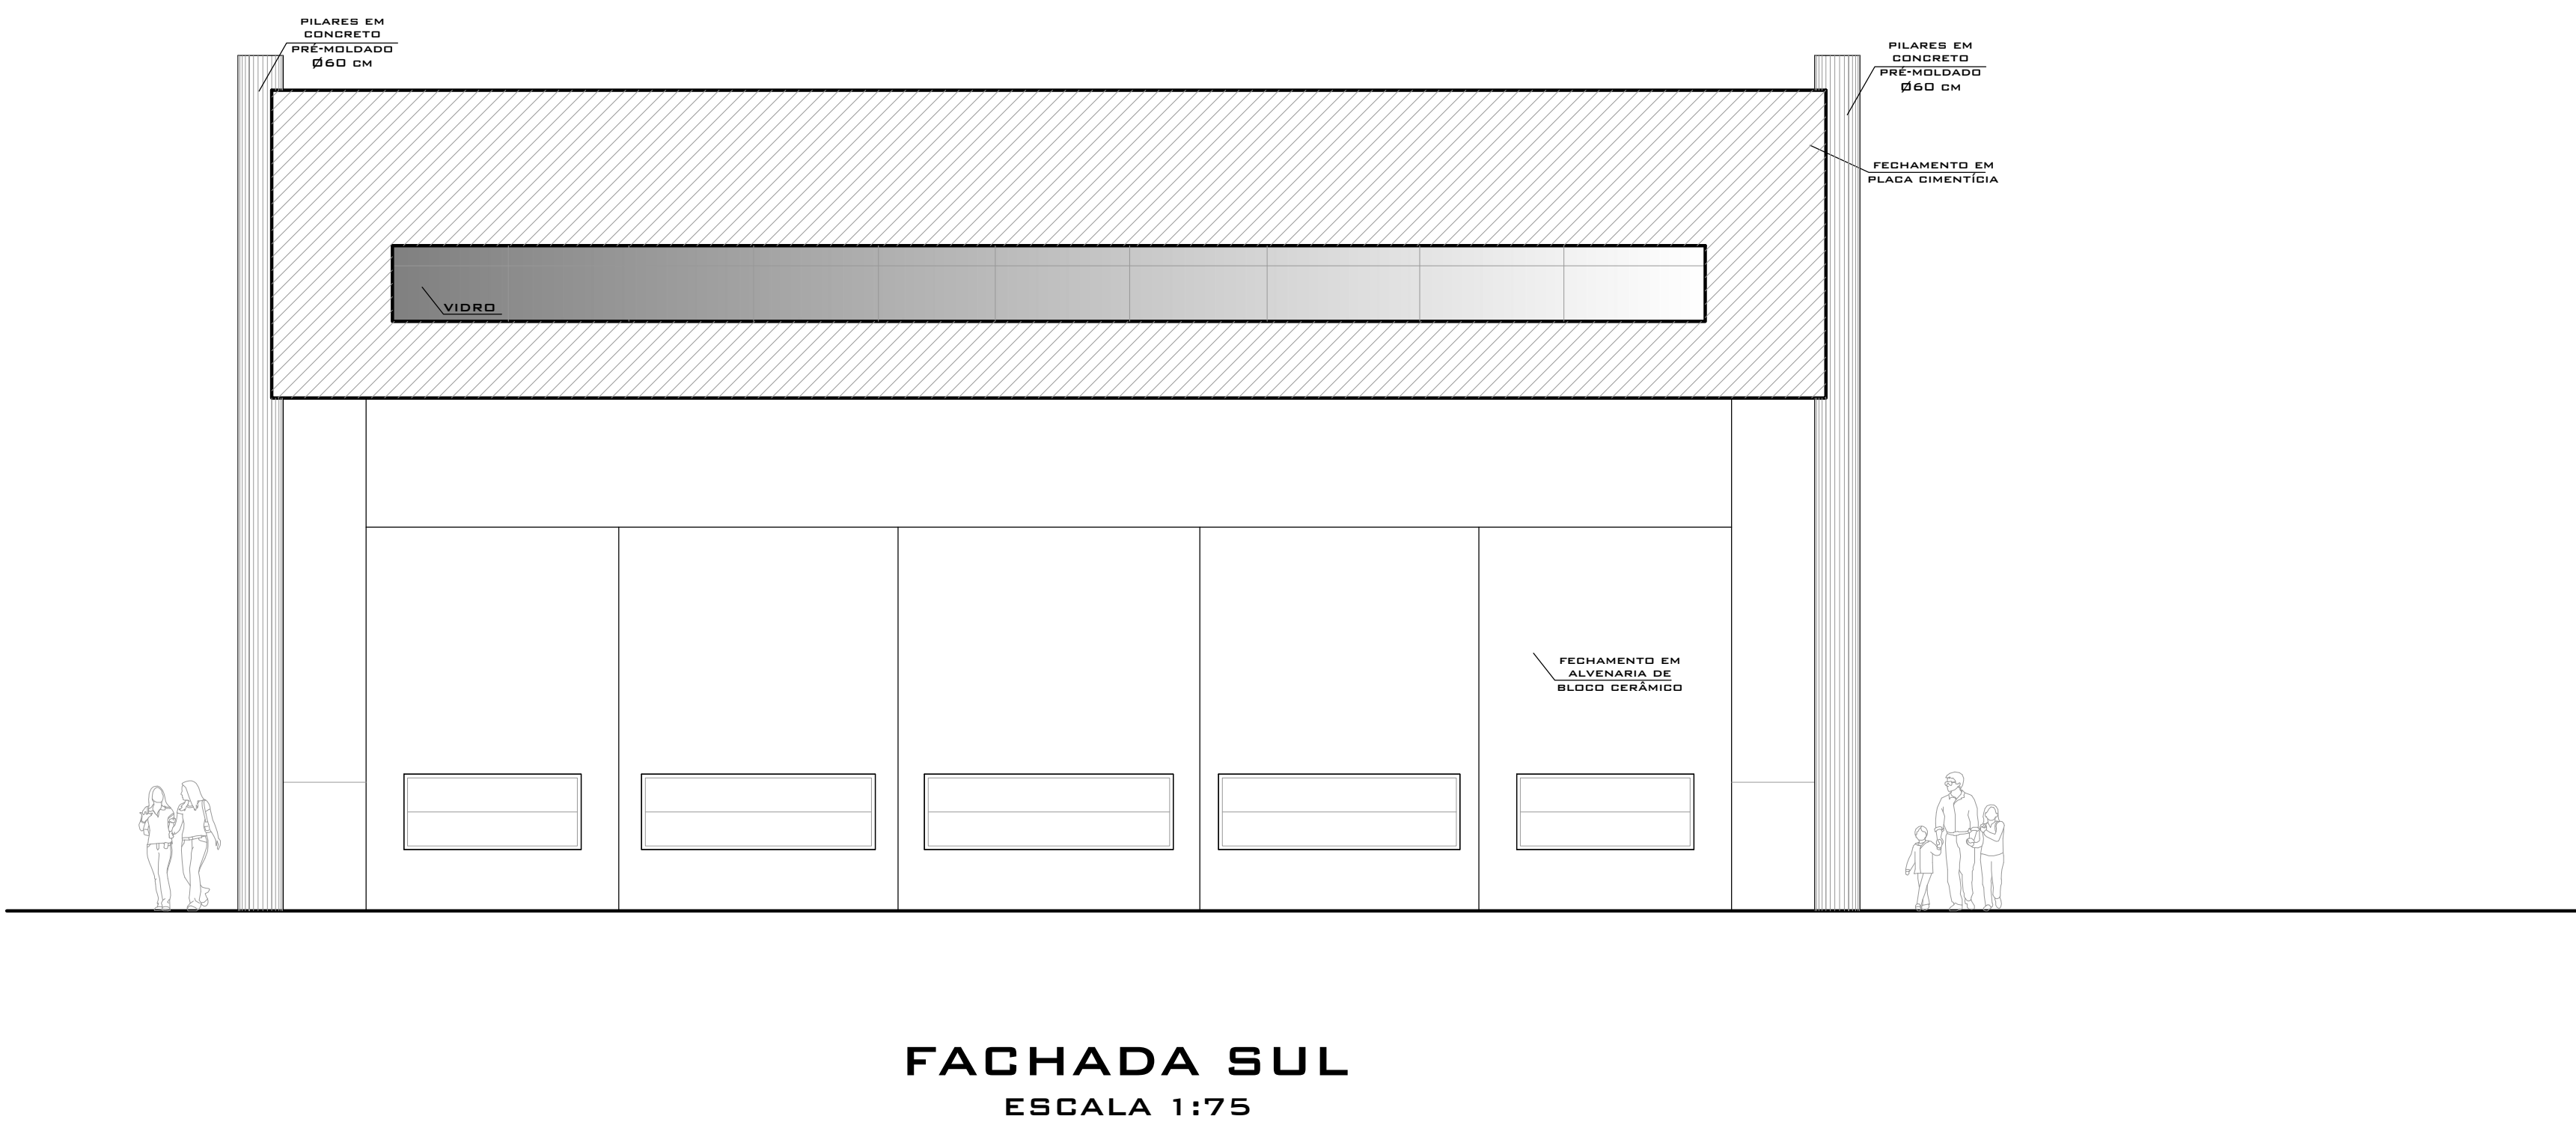 PILARES EM
CONCRETO
PRÉ-MOLDADO
Ø60 CM
PILARES EM
CONCRETO
PRÉ-MOLDADO
Ø60 CM
FECHAMENTO EM
PLACA CIMENTÍCIA
VIDRO
FECHAMENTO EM
ALVENARIA DE
BLOCO CERÂMICO
FACHADA SUL
ESCALA 1:75